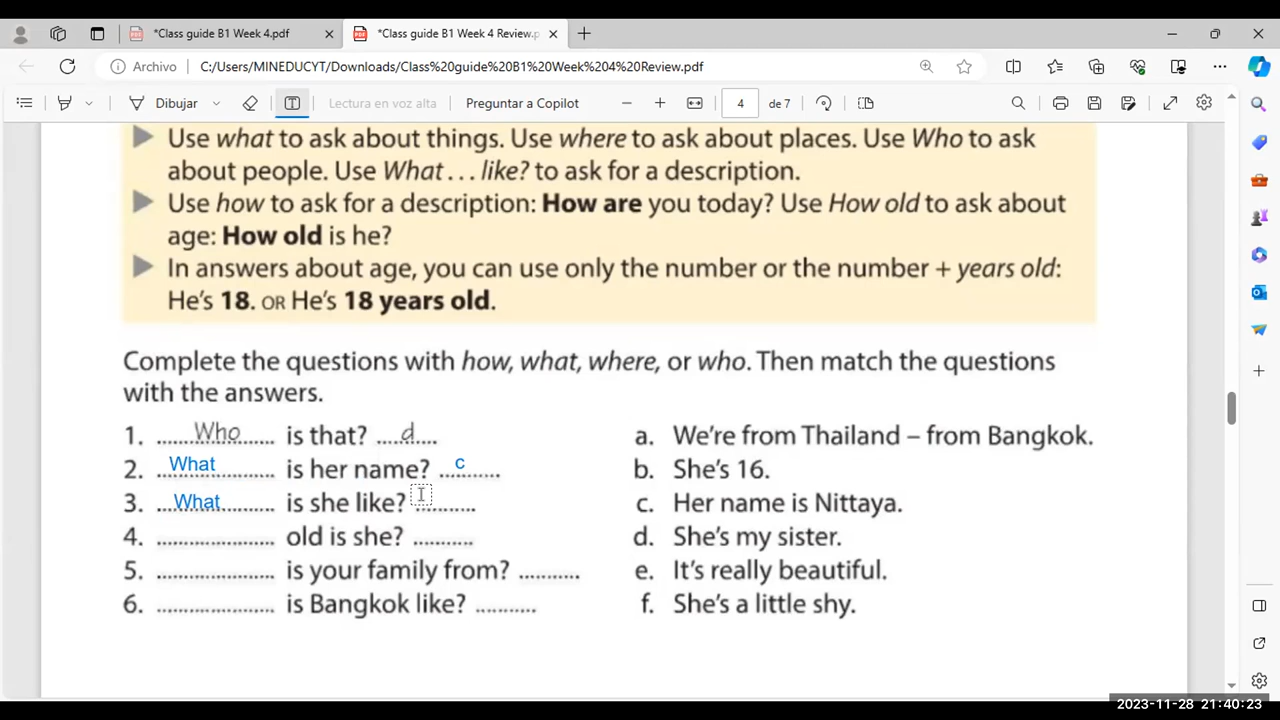 *Class guide B1 Week 4.pdf
*Class guide B1 Week 4 Review.p
Archivo
C:/Users/MINEDUCYT/Downloads/Class%20guide%20B1%20Week%204%20Review.pdf
Dibujar
Lectura en voz alta
Preguntar a Copilot
4
de 7
Use what to ask about things. Use where to ask about places. Use Who to ask
about people. Use What . . . like? to ask for a description.
Use how to ask for a description: How are you today? Use How old to ask about
age: How old is he?
In answers about age, you can use only the number or the number + years old:
He's 18. OR He's 18 years old.
Complete the questions with how, what, where, or who. Then match the questions
with the answers.
1. ........Who........ is that? .....d.....
2. ........What........ is her name? .....c.....
3. ........What........ is she like? ...........
4. ...................... old is she? ...........
5. ...................... is your family from? ...........
6. ...................... is Bangkok like? ...........
a. We're from Thailand – from Bangkok.
b. She's 16.
c. Her name is Nittaya.
d. She's my sister.
e. It's really beautiful.
f. She's a little shy.
2023-11-28 21:40:23